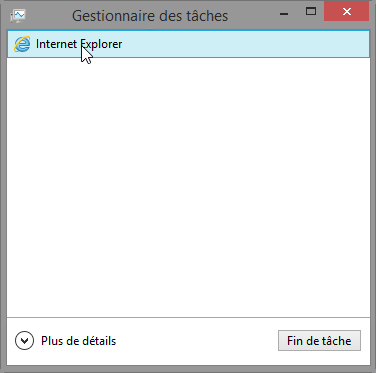 Gestionnaire des tâches
Internet Explorer
Plus de détails
Fin de tâche